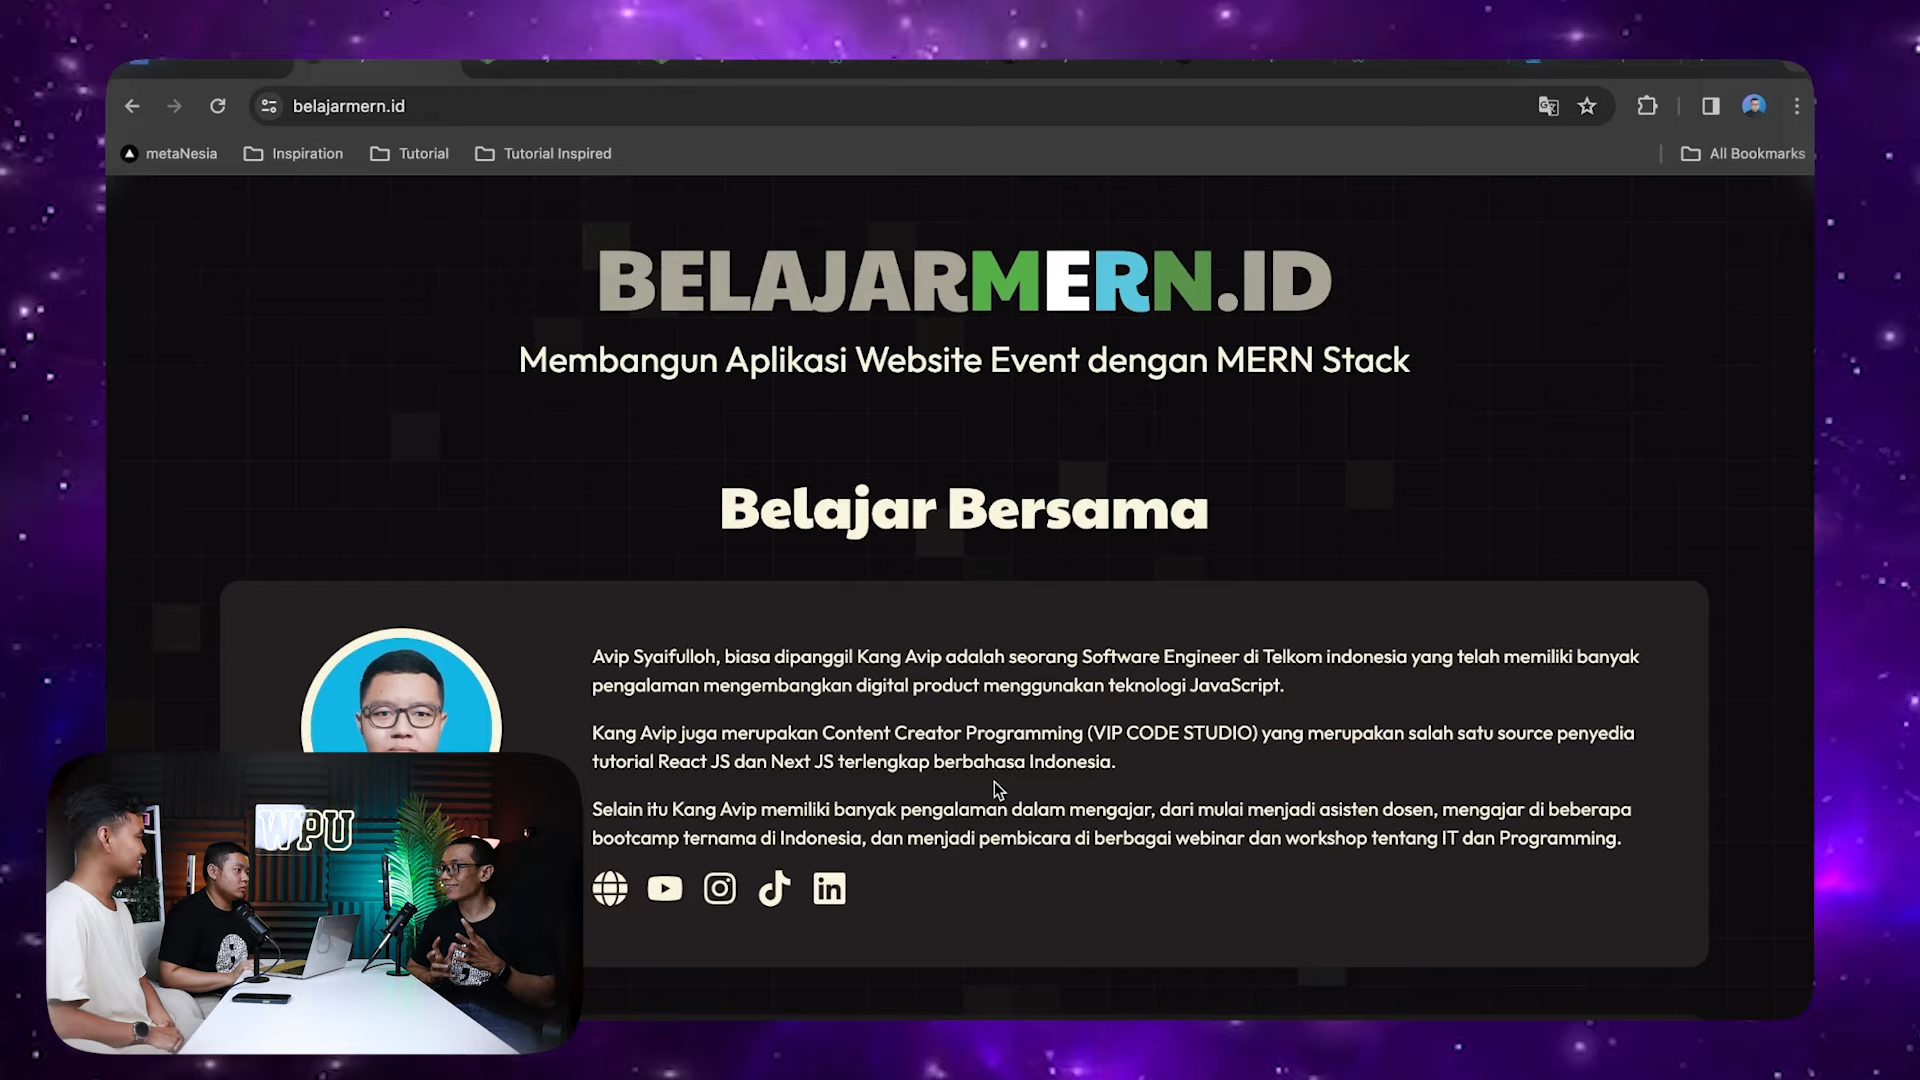 belajarmern.id
metaNesia
Inspiration
Tutorial
Tutorial Inspired
All Bookmarks
BELAJARMERN.ID
Membangun Aplikasi Website Event dengan MERN Stack
Belajar Bersama
Avip Syaifulloh, biasa dipanggil Kang Avip adalah seorang Software Engineer di Telkom indonesia yang telah memiliki banyak
pengalaman mengembangkan digital product menggunakan teknologi JavaScript.
Kang Avip juga merupakan Content Creator Programming (VIP CODE STUDIO) yang merupakan salah satu source penyedia
tutorial React JS dan Next JS terlengkap berbahasa Indonesia.
Selain itu Kang Avip memiliki banyak pengalaman dalam mengajar, dari mulai menjadi asisten dosen, mengajar di beberapa
bootcamp ternama di Indonesia, dan menjadi pembicara di berbagai webinar dan workshop tentang IT dan Programming.
WPU